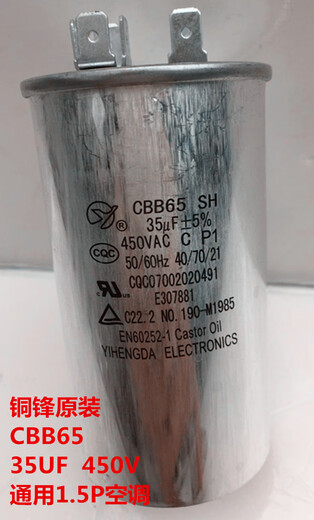 CBB65 SH
®
35μF±5%
CQC
450VAC C P1
50/60Hz 40/70/21
CQC07002020491
E307881
C22.2 NO.190-M1985
EN60252-1 Castor Oil
YIHENGDA ELECTRONICS
铜锋原装
CBB65
35UF 450V
通用1.5P空调